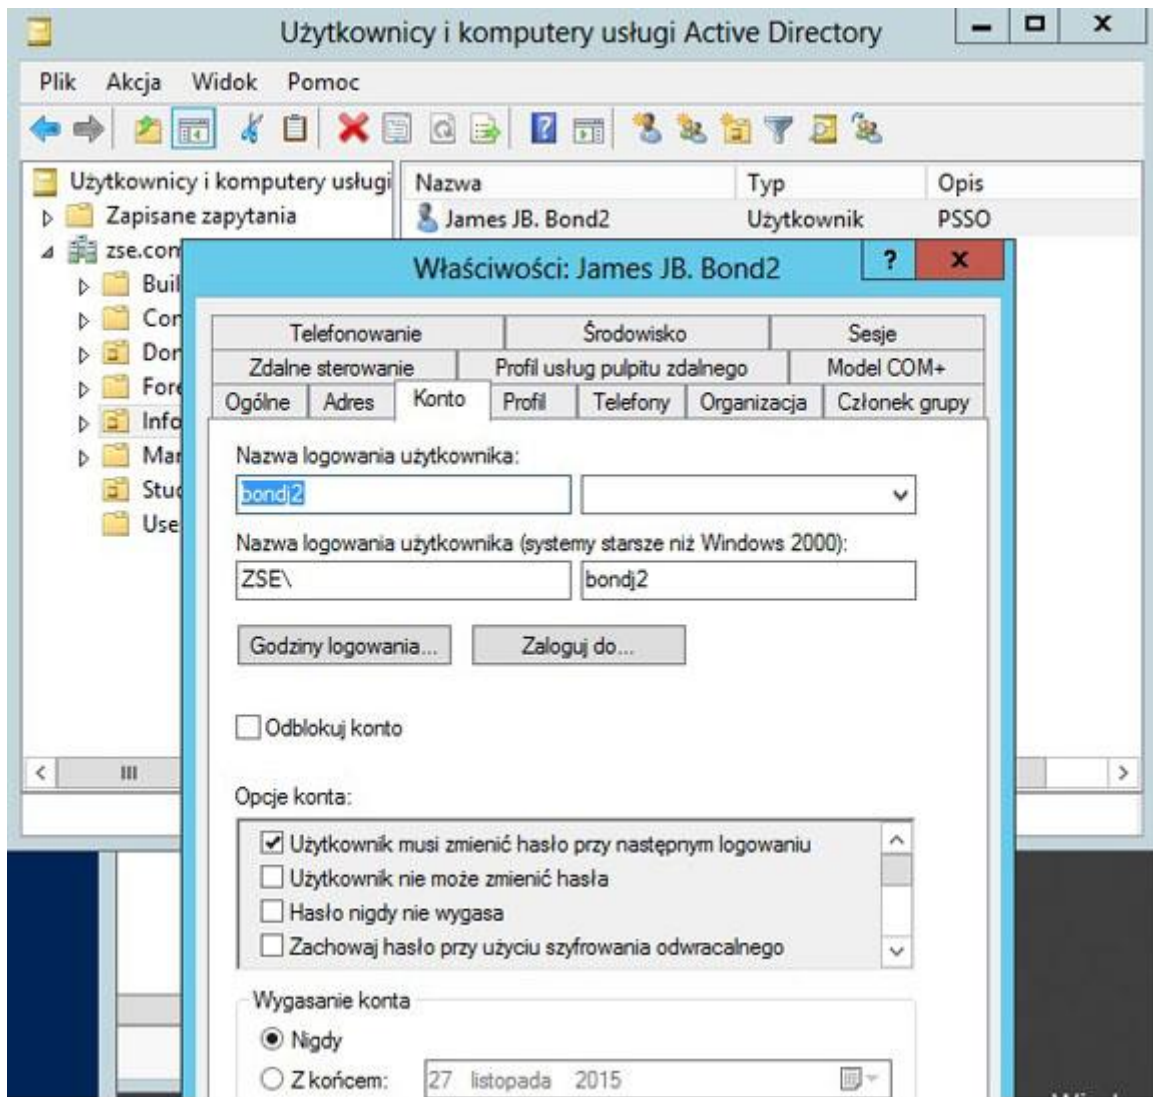 Użytkownicy i komputery usługi Active Directory
Plik Akcja Widok Pomoc
Użytkownicy i komputery usługi Nazwa Typ Opis
Zapisane zapytania James JB. Bond2 Użytkownik PSSO
zse.com
Właściwości: James JB. Bond2
Buil
Cor
Telefonowanie Środowisko Sesje
Dor
Zdalne sterowanie Profil usług pulpitu zdalnego Model COM+
Fore
Ogólne Adres Konto Profil Telefony Organizacja Członek grupy
Info
Mar
Nazwa logowania użytkownika:
Stud
bondj2
Use
Nazwa logowania użytkownika (systemy starsze niż Windows 2000):
ZSE\ bondj2
Godziny logowania... Zaloguj do...
Odblokuj konto
Opcje konta:
Użytkownik musi zmienić hasło przy następnym logowaniu
Użytkownik nie może zmienić hasła
Hasło nigdy nie wygasa
Zachowaj hasło przy użyciu szyfrowania odwracalnego
Wygasanie konta
Nigdy
Z końcem: 27 listopada 2015